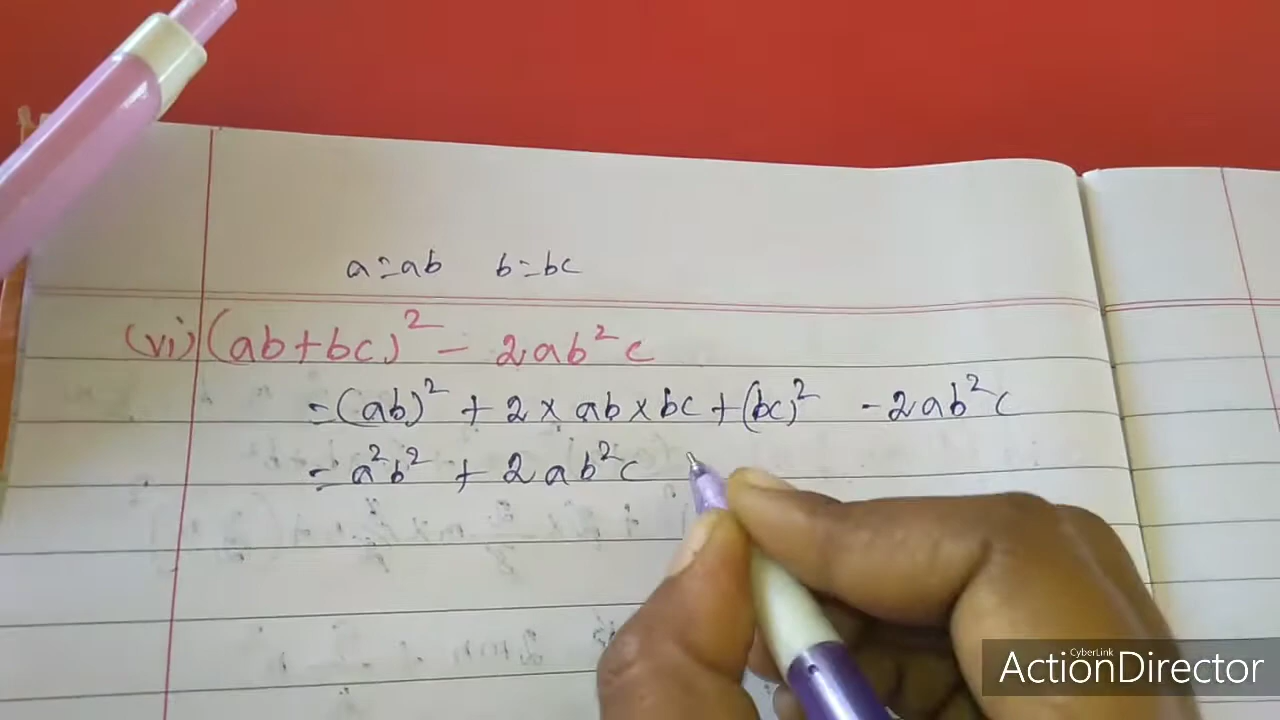 a=ab b=bc
(vi) (ab+bc)² - 2ab²c
=(ab)² + 2 × ab × bc + (bc)² - 2ab²c
= a²b² + 2ab²c
CyberLink
ActionDirector